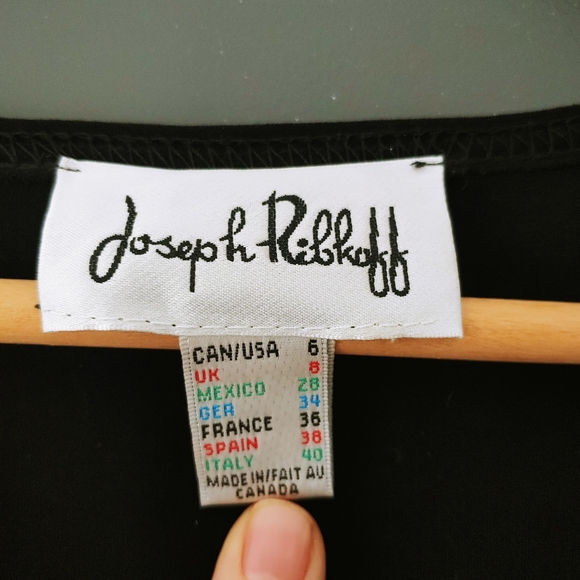 Joseph Ribkoff
CAN/USA 6
UK 8
MEXICO 28
GER 34
FRANCE 36
SPAIN 38
ITALY 40
MADE IN/FAIT AU
CANADA